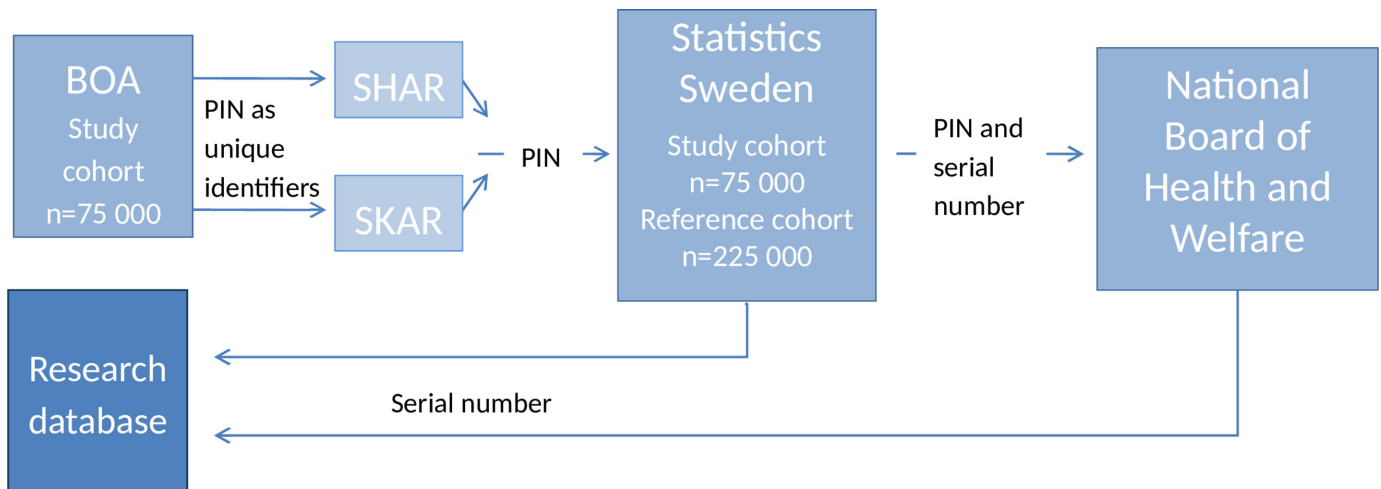 BOA
Study
cohort
n=75 000
PIN as
unique
identifiers
SHAR
SKAR
PIN
Statistics
Sweden
Study cohort
n=75 000
Reference cohort
n=225 000
PIN and
serial
number
National
Board of
Health and
Welfare
Research
database
Serial number